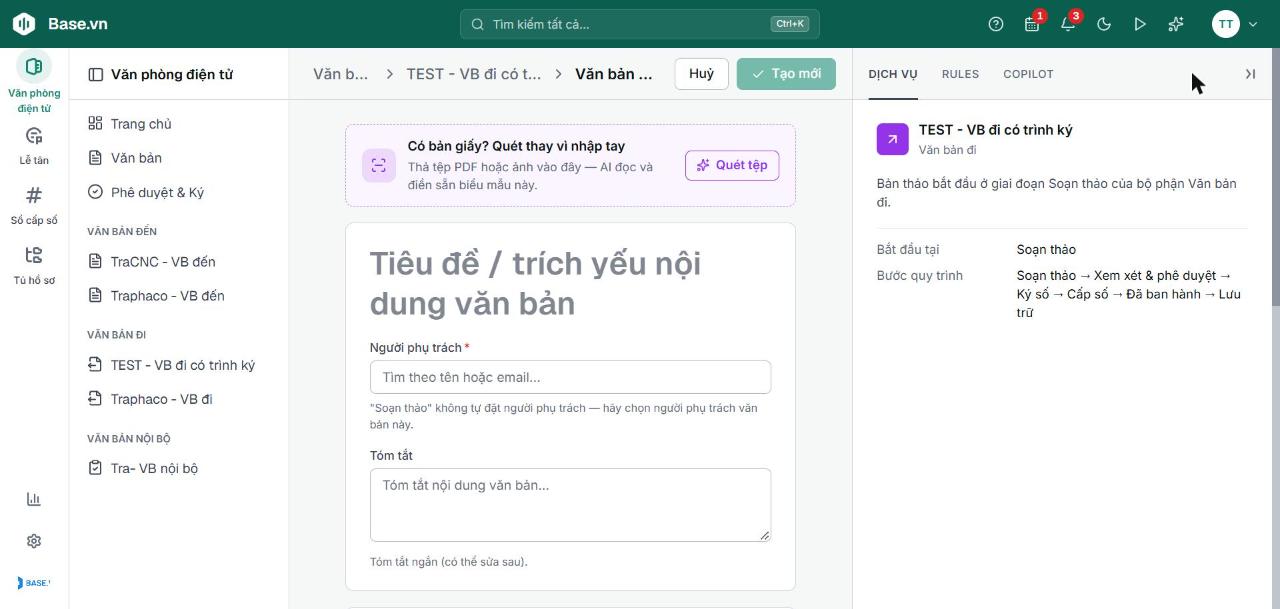 Base.vn
Tìm kiếm tất cả...
Ctrl+K
1
3
TT
Văn phòng điện tử
Lễ tân
Số cấp số
Tủ hồ sơ
BASE.
Văn phòng điện tử
Trang chủ
Văn bản
Phê duyệt & Ký
VĂN BẢN ĐẾN
TraCNC - VB đến
Traphaco - VB đến
VĂN BẢN ĐI
TEST - VB đi có trình ký
Traphaco - VB đi
VĂN BẢN NỘI BỘ
Tra- VB nội bộ
Văn b...
TEST - VB đi có t...
Văn bản ...
Huỷ
Tạo mới
Có bản giấy? Quét thay vì nhập tay
Thả tệp PDF hoặc ảnh vào đây — AI đọc và
điền sẵn biểu mẫu này.
Quét tệp
Tiêu đề / trích yếu nội
dung văn bản
Người phụ trách *
Tìm theo tên hoặc email...
"Soạn thảo" không tự đặt người phụ trách — hãy chọn người phụ trách văn
bản này.
Tóm tắt
Tóm tắt nội dung văn bản...
Tóm tắt ngắn (có thể sửa sau).
DỊCH VỤ
RULES
COPILOT
TEST - VB đi có trình ký
Văn bản đi
Bản thảo bắt đầu ở giai đoạn Soạn thảo của bộ phận Văn bản
đi.
Bắt đầu tại
Soạn thảo
Bước quy trình
Soạn thảo → Xem xét & phê duyệt →
Ký số → Cấp số → Đã ban hành → Lưu
trữ